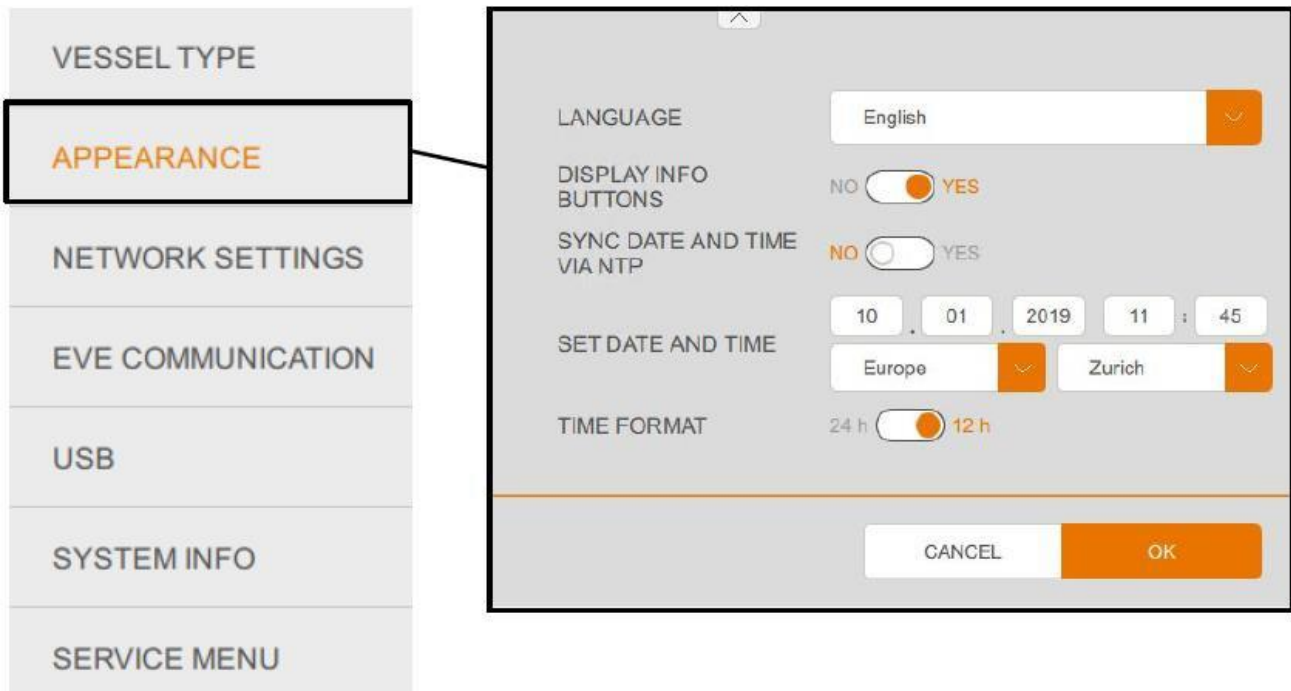 VESSEL TYPE
APPEARANCE
NETWORK SETTINGS
EVE COMMUNICATION
USB
SYSTEM INFO
SERVICE MENU
LANGUAGE
English
DISPLAY INFO
BUTTONS
NO YES
SYNC DATE AND TIME
VIA NTP
NO YES
SET DATE AND TIME
10 . 01 . 2019 11 : 45
Europe Zurich
TIME FORMAT
24 h 12 h
CANCEL OK